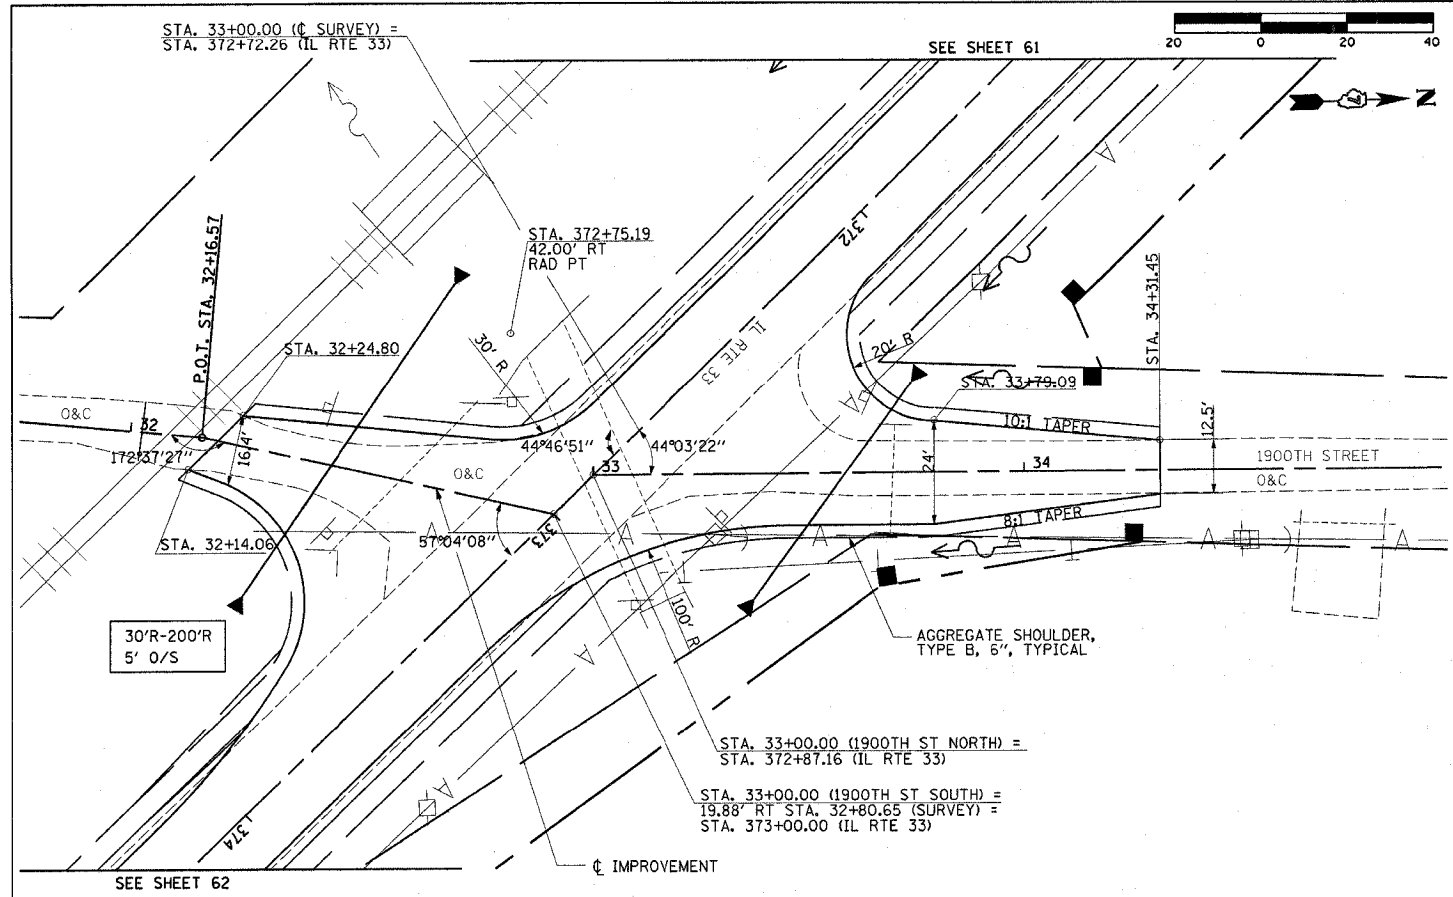 STA. 33+00.00 (℄ SURVEY) =
STA. 372+72.26 (IL RTE 33)
SEE SHEET 61
20 0 20 40
N
STA. 372+75.19
42.00' RT
RAD PT
P.O.T. STA. 32+16.57
STA. 32+24.80
30' R
IL RTE 33
372
20' R
STA. 33+79.09
STA. 34+31.45
O&C
32
172°37'27"
16.4'
O&C
44°46'51"
44°03'22"
33
24'
10:1 TAPER
34
12.5'
1900TH STREET
O&C
8:1 TAPER
STA. 32+14.06
57°04'08"
373
A
A
A
A
A
A
A
A
A
A
100' R
30'R-200'R
5' O/S
AGGREGATE SHOULDER,
TYPE B, 6", TYPICAL
STA. 33+00.00 (1900TH ST NORTH) =
STA. 372+87.16 (IL RTE 33)
STA. 33+00.00 (1900TH ST SOUTH) =
19.88' RT STA. 32+80.65 (SURVEY) =
STA. 373+00.00 (IL RTE 33)
374
℄ IMPROVEMENT
SEE SHEET 62